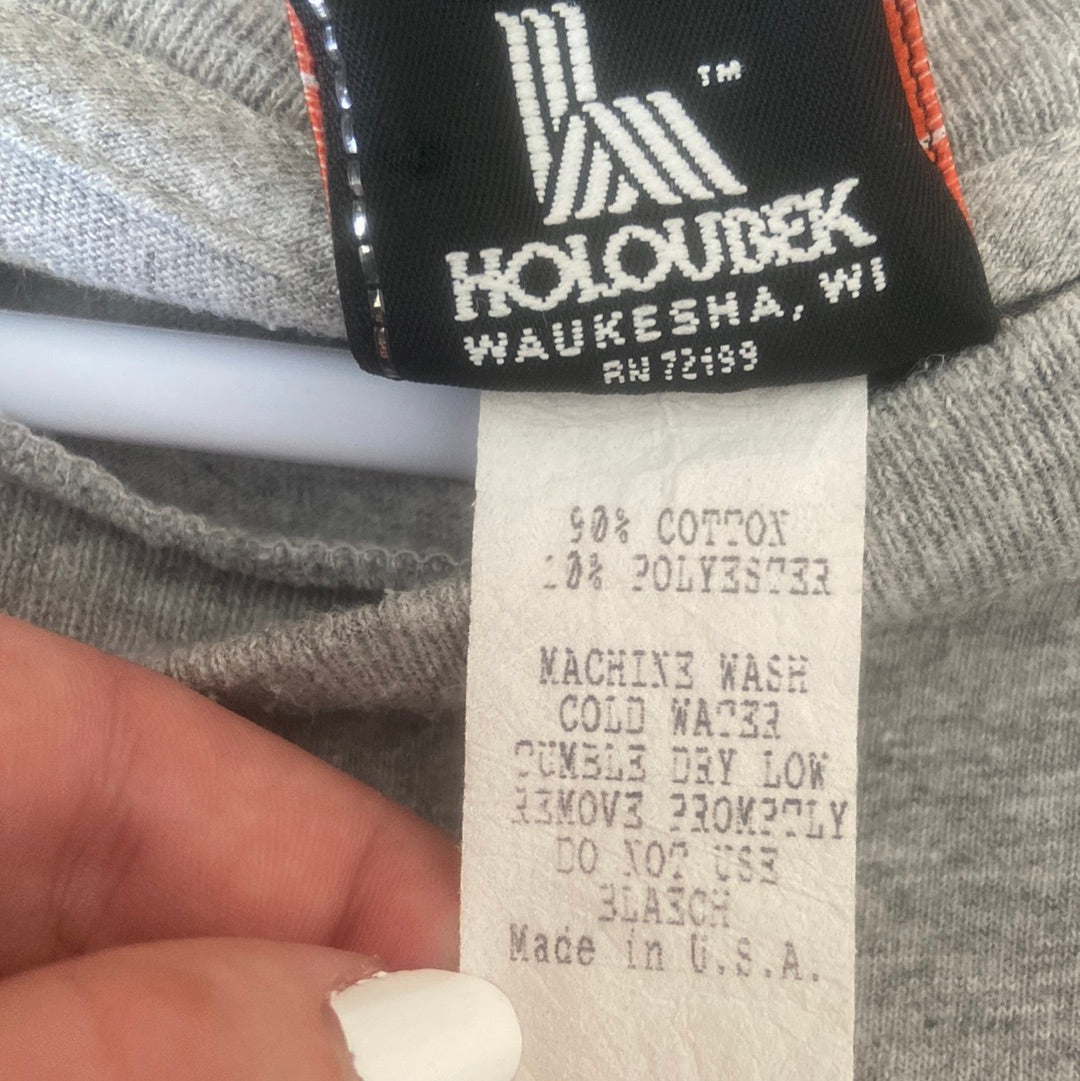 TM
HOLOUBEK
WAUKESHA, WI
RN 72199
90% COTTON
10% POLYESTER
MACHINE WASH
COLD WATER
TUMBLE DRY LOW
REMOVE PROMPTLY
DO NOT USE
BLAECH
Made in U.S.A.